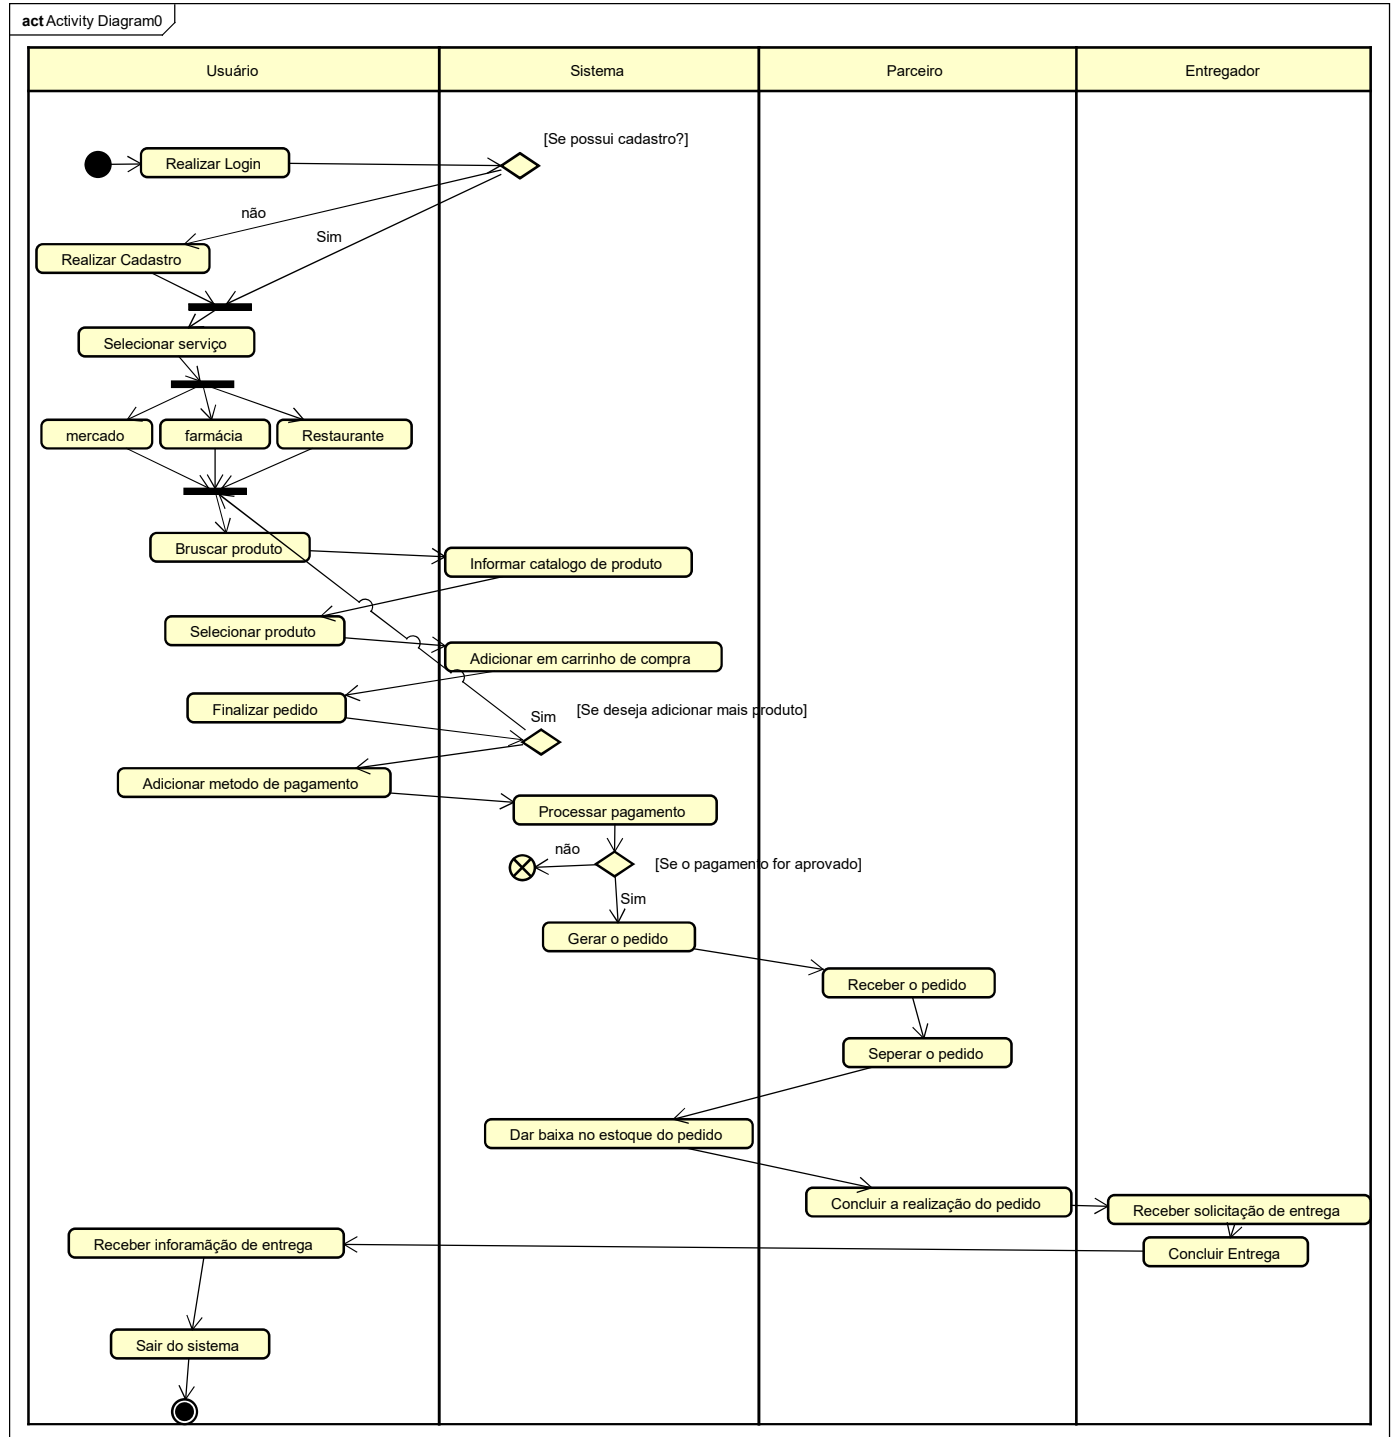 act Activity Diagram0
Usuário
Sistema
Parceiro
Entregador
[Se possui cadastro?]
Realizar Login
não
Sim
Realizar Cadastro
Selecionar serviço
mercado
farmácia
Restaurante
Bruscar produto
Informar catalogo de produto
Selecionar produto
Adicionar em carrinho de compra
Finalizar pedido
Sim
[Se deseja adicionar mais produto]
Adicionar metodo de pagamento
Processar pagamento
não
[Se o pagamento for aprovado]
Sim
Gerar o pedido
Receber o pedido
Seperar o pedido
Dar baixa no estoque do pedido
Concluir a realização do pedido
Receber solicitação de entrega
Receber inforamãção de entrega
Concluir Entrega
Sair do sistema